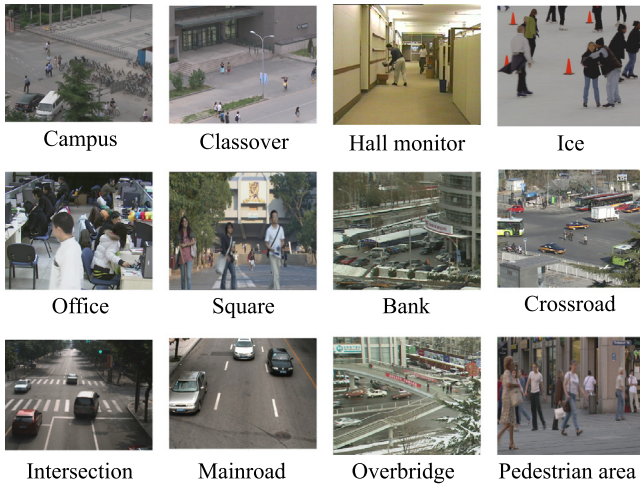 Campus
Classover
Hall monitor
Ice
Office
Square
Bank
Crossroad
Intersection
Mainroad
Overbridge
Pedestrian area